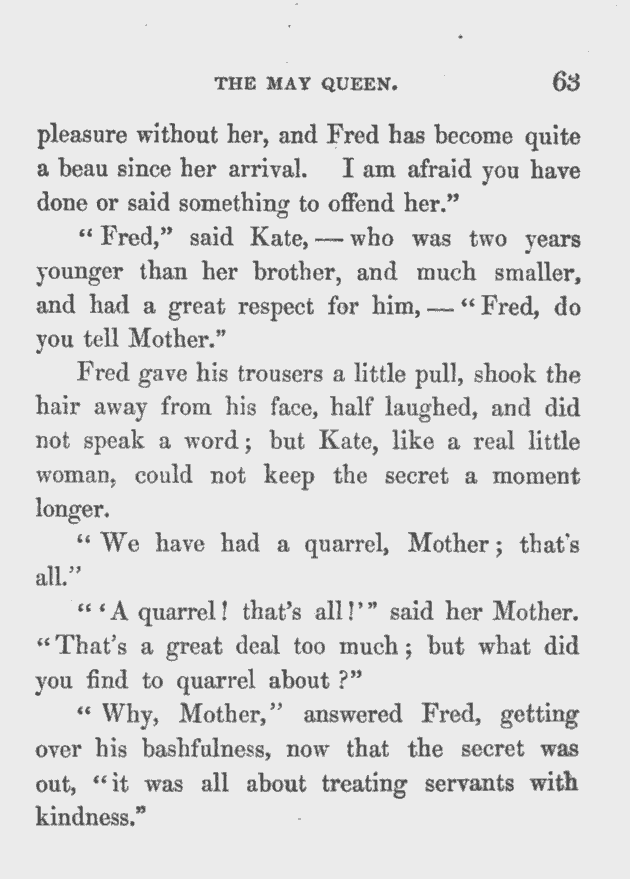 THE MAY QUEEN. 63
pleasure without her, and Fred has become quite
a beau since her arrival. I am afraid you have
done or said something to offend her.”
“ Fred,” said Kate, — who was two years
younger than her brother, and much smaller,
and had a great respect for him, — “ Fred, do
you tell Mother.”
Fred gave his trousers a little pull, shook the
hair away from his face, half laughed, and did
not speak a word ; but Kate, like a real little
woman, could not keep the secret a moment
longer.
“ We have had a quarrel, Mother ; that’s
all.”
“ ‘ A quarrel ! that’s all !’ ” said her Mother.
“ That’s a great deal too much ; but what did
you find to quarrel about ?”
“ Why, Mother,” answered Fred, getting
over his bashfulness, now that the secret was
out, “ it was all about treating servants with
kindness.”